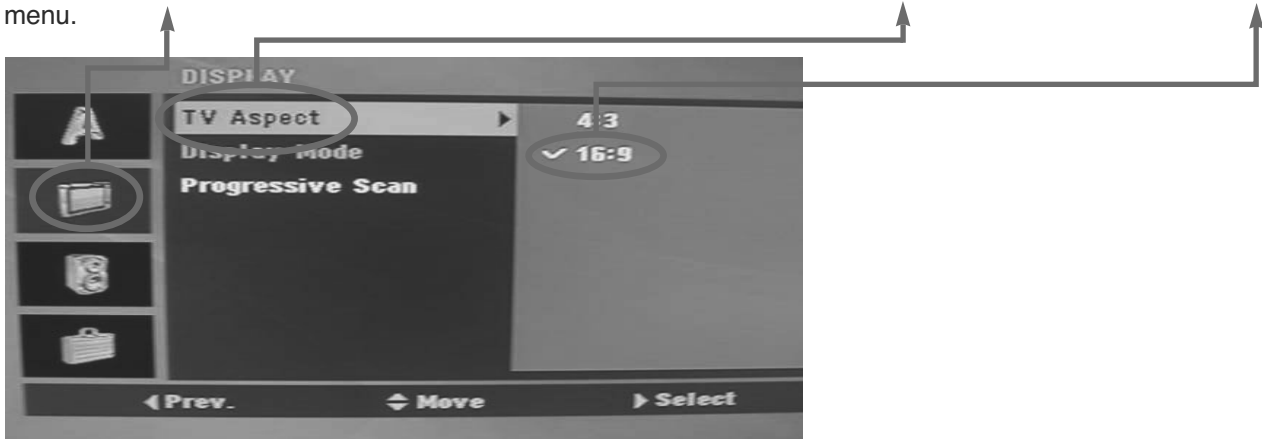 menu.
DISPLAY
TV Aspect 4:3
Display Mode ✓ 16:9
Progressive Scan
Prev. Move Select